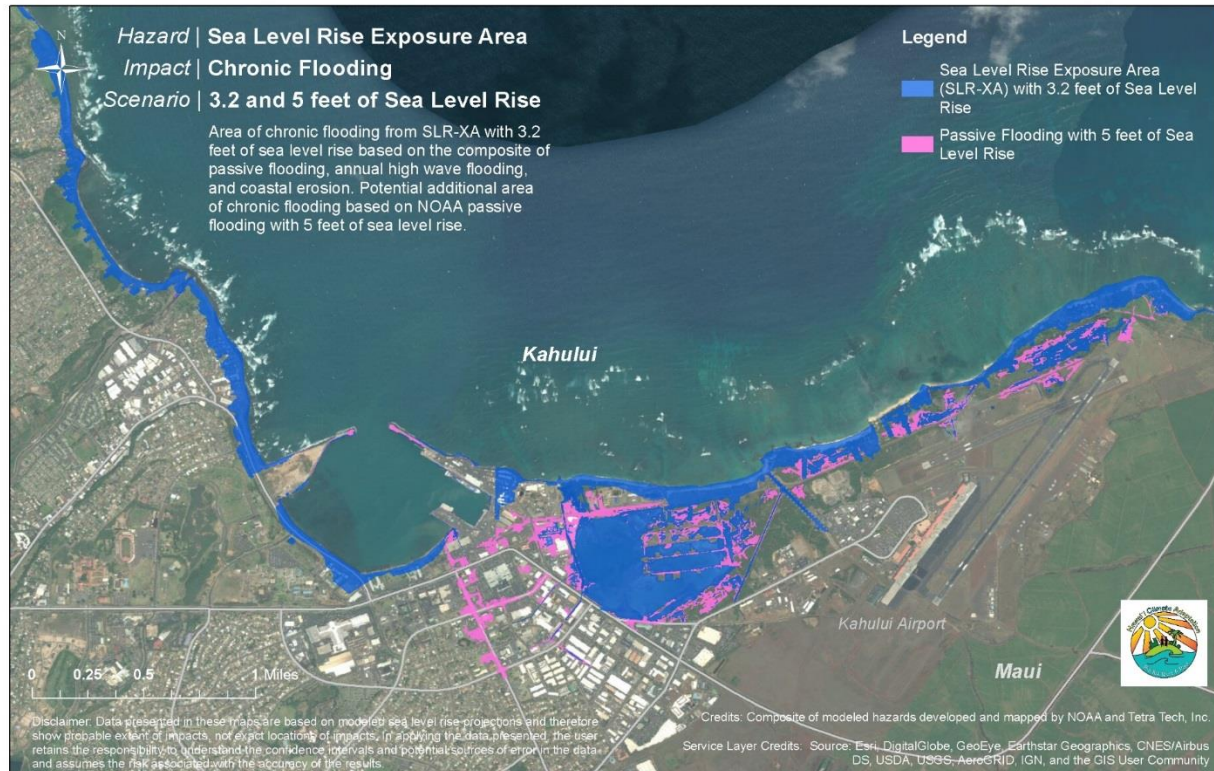 N
Hazard | Sea Level Rise Exposure Area
Impact | Chronic Flooding
Scenario | 3.2 and 5 feet of Sea Level Rise
Area of chronic flooding from SLR-XA with 3.2
feet of sea level rise based on the composite of
passive flooding, annual high wave flooding,
and coastal erosion. Potential additional area
of chronic flooding based on NOAA passive
flooding with 5 feet of sea level rise.
Legend
Sea Level Rise Exposure Area
(SLR-XA) with 3.2 feet of Sea Level
Rise
Passive Flooding with 5 feet of Sea
Level Rise
Kahului
Kahului Airport
Maui
0 0.25 0.5 1 Miles
Disclaimer: Data presented in these maps are based on modeled sea level rise projections and therefore
show probable extent of impacts, not exact locations of impacts. In applying the data presented, the user
retains the responsibility to understand the confidence intervals and potential sources of error in the data
and assumes the risk associated with the accuracy of the results.
Credits: Composite of modeled hazards developed and mapped by NOAA and Tetra Tech, Inc.
Service Layer Credits: Source: Esri, DigitalGlobe, GeoEye, Earthstar Geographics, CNES/Airbus
DS, USDA, USGS, AeroGRID, IGN, and the GIS User Community